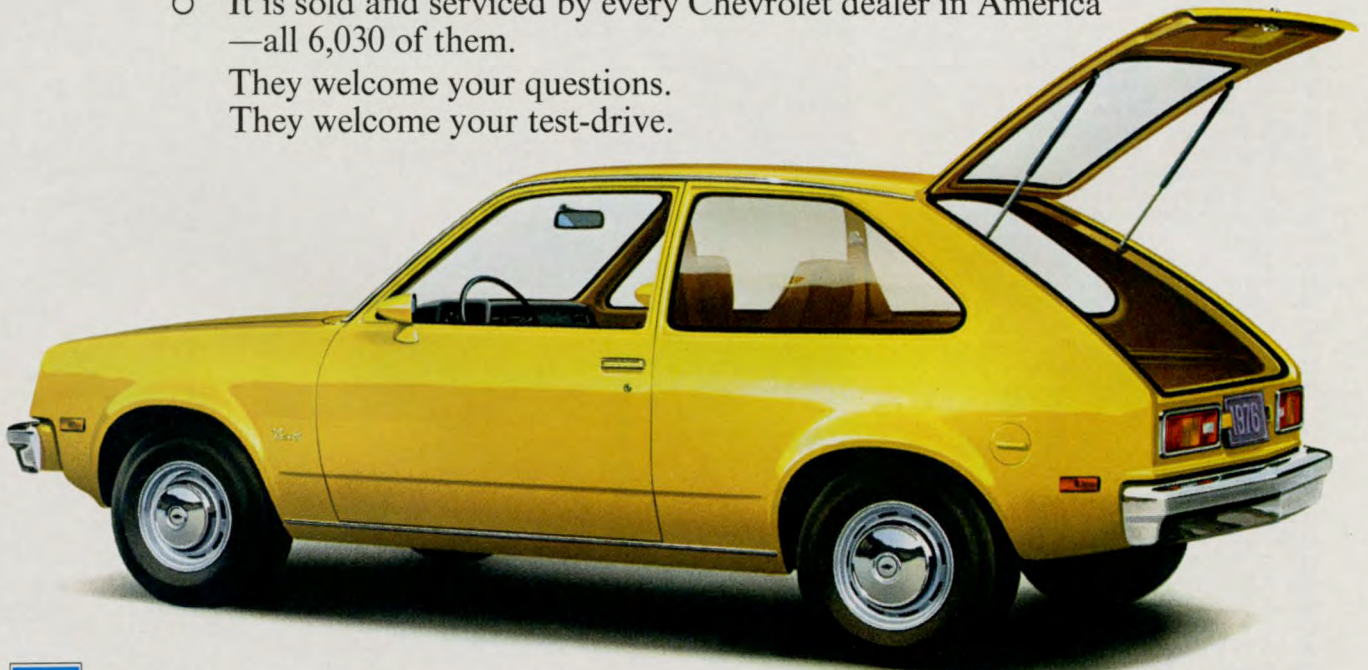 It is sold and serviced by every Chevrolet dealer in America
—all 6,030 of them.
They welcome your questions.
They welcome your test-drive.
1976